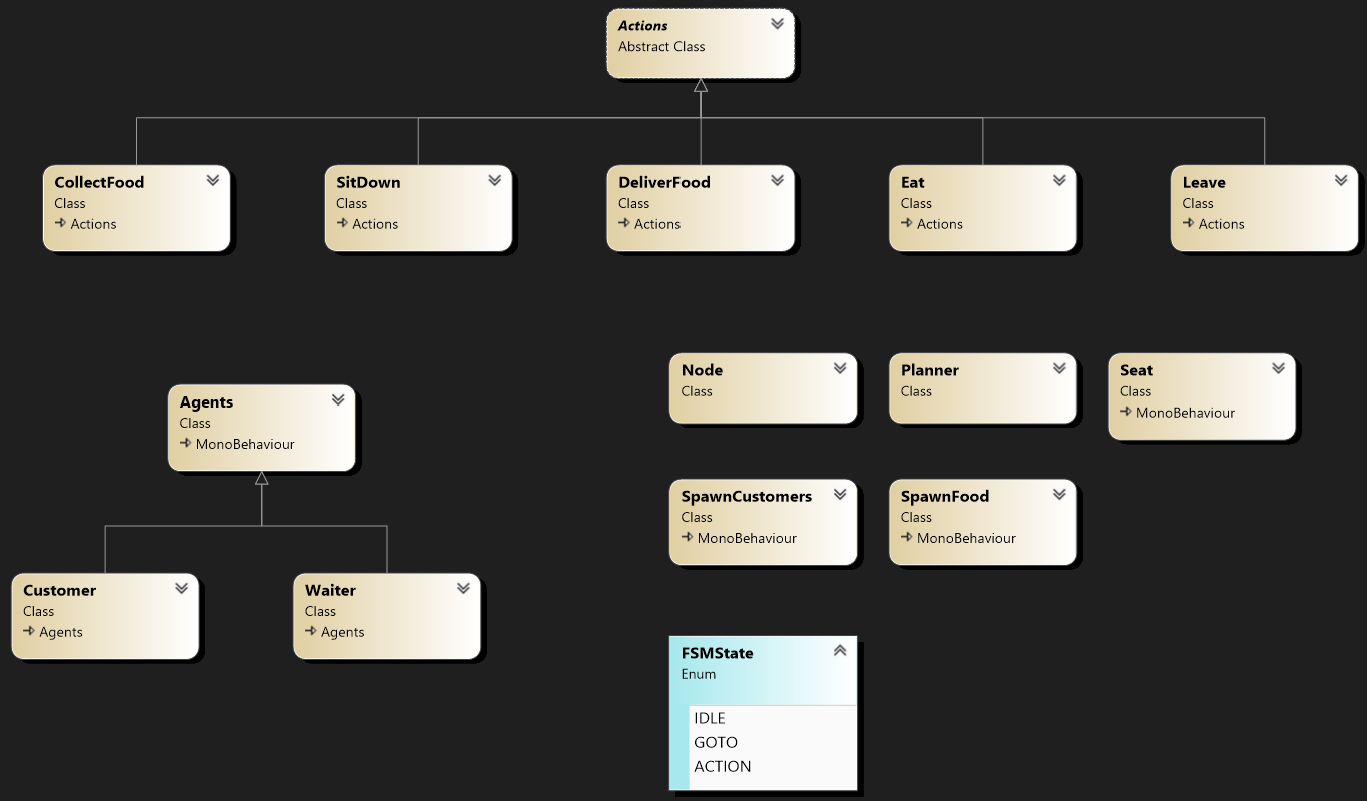 Actions
Abstract Class
CollectFood
Class
Actions
SitDown
Class
Actions
DeliverFood
Class
Actions
Eat
Class
Actions
Leave
Class
Actions
Agents
Class
MonoBehaviour
Node
Class
Planner
Class
Seat
Class
MonoBehaviour
SpawnCustomers
Class
MonoBehaviour
SpawnFood
Class
MonoBehaviour
Customer
Class
Agents
Waiter
Class
Agents
FSMState
Enum
IDLE
GOTO
ACTION